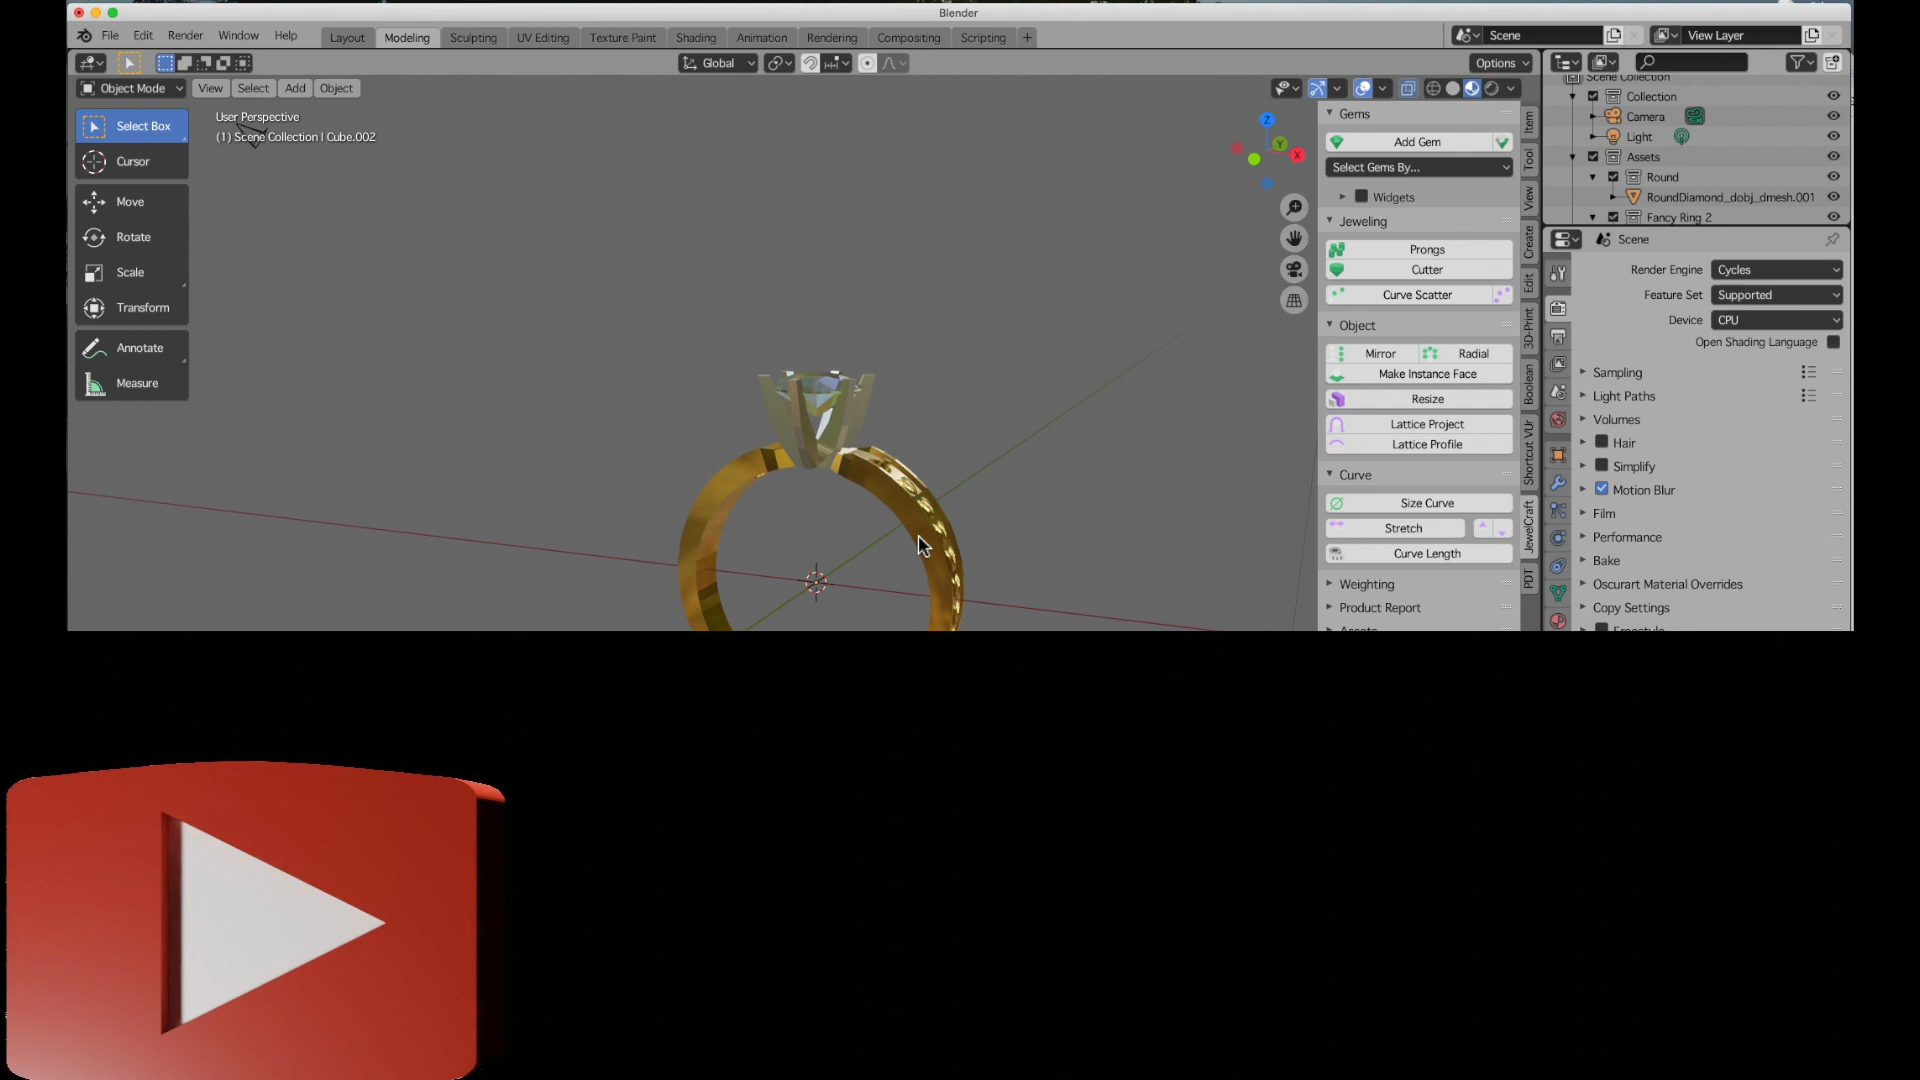 Blender
File Edit Render Window Help
Layout Modeling Sculpting UV Editing Texture Paint Shading Animation Rendering Compositing Scripting +
Scene
View Layer
Global
Options
Object Mode View Select Add Object
Select Box
Cursor
Move
Rotate
Scale
Transform
Annotate
Measure
User Perspective
(1) Scene Collection | Cube.002
Z
Y
X
Gems
Add Gem
Select Gems By...
Widgets
Jeweling
Prongs
Cutter
Curve Scatter
Object
Mirror Radial
Make Instance Face
Resize
Lattice Project
Lattice Profile
Curve
Size Curve
Stretch
Curve Length
Weighting
Product Report
Item
Tool
View
Create
Edit
3D-Print
Boolean
Shortcut VUr
JewelCraft
PDT
Scene Collection
Collection
Camera
Light
Assets
Round
RoundDiamond_dobj_dmesh.001
Fancy Ring 2
Scene
Render Engine Cycles
Feature Set Supported
Device CPU
Open Shading Language
Sampling
Light Paths
Volumes
Hair
Simplify
Motion Blur
Film
Performance
Bake
Oscurart Material Overrides
Copy Settings